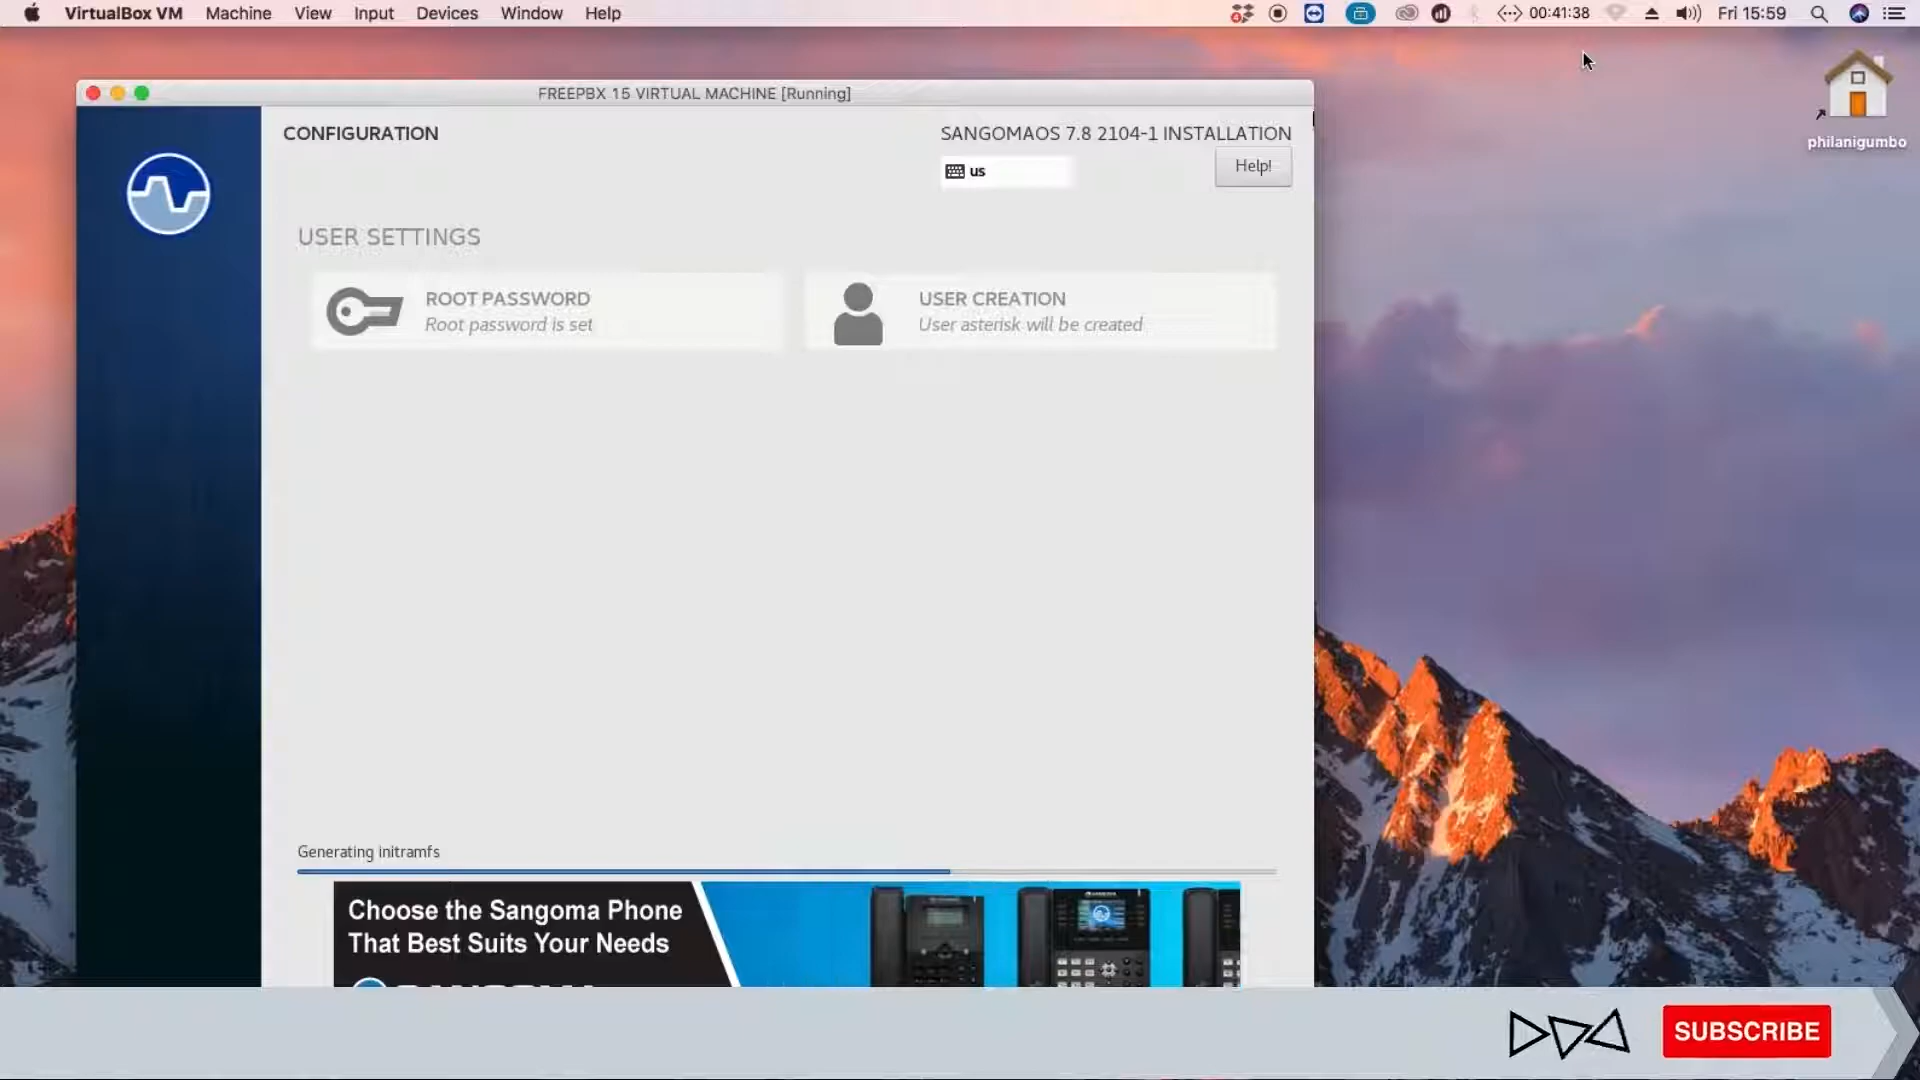 VirtualBox VM Machine View Input Devices Window Help 00:41:38 Fri 15:59
philanigumbo
FREEPBX 15 VIRTUAL MACHINE [Running]
CONFIGURATION
SANGOMAOS 7.8 2104-1 INSTALLATION
us
Help!
USER SETTINGS
ROOT PASSWORD
Root password is set
USER CREATION
User asterisk will be created
Generating initramfs
Choose the Sangoma Phone
That Best Suits Your Needs
SUBSCRIBE